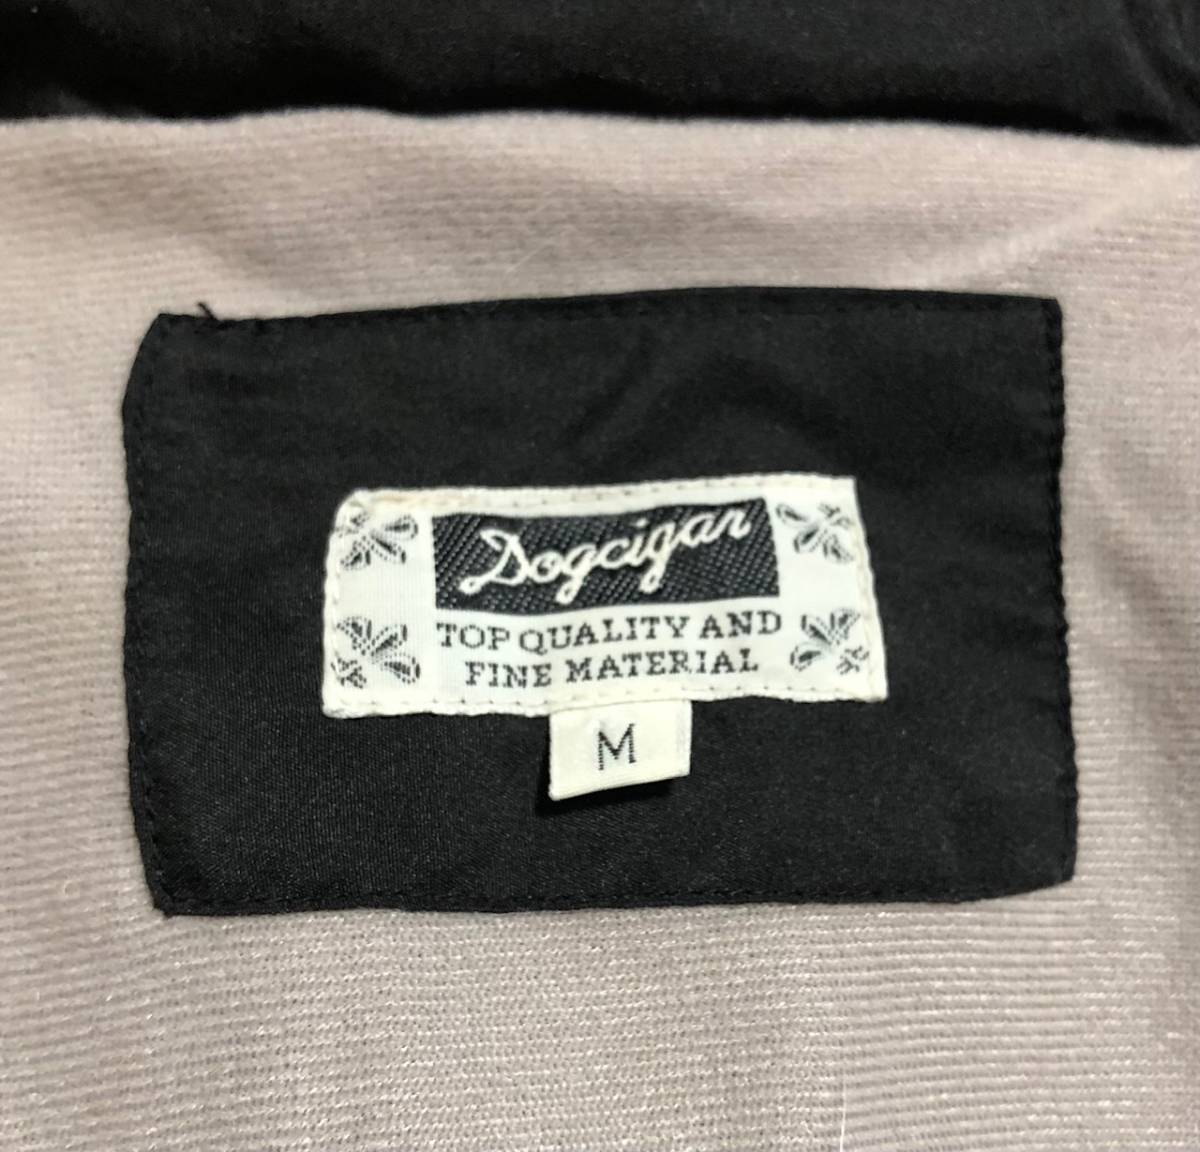 Dogcigar
TOP QUALITY AND
FINE MATERIAL
M